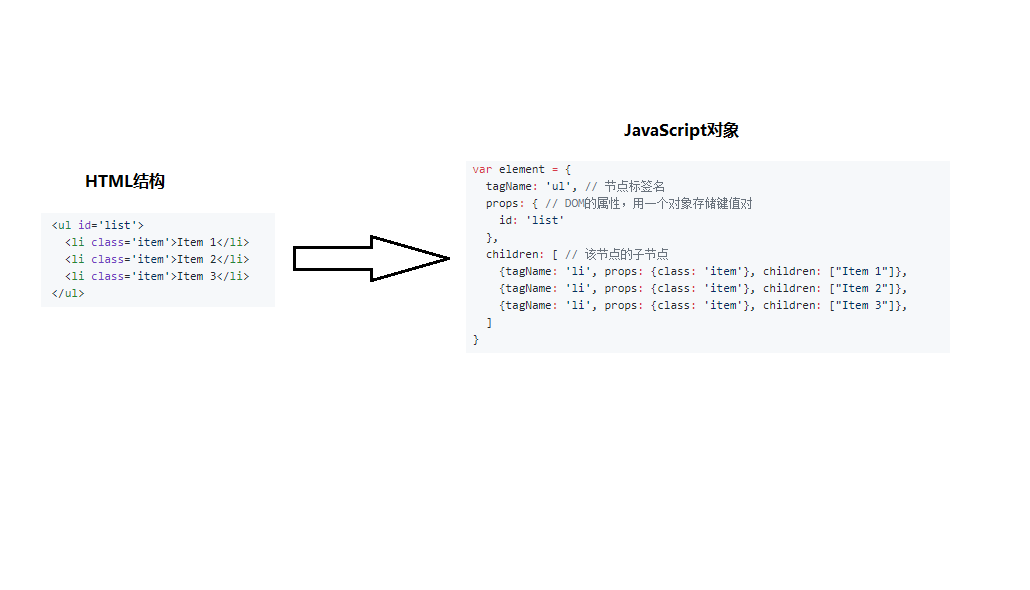 HTML结构
<ul id='list'>
  <li class='item'>Item 1</li>
  <li class='item'>Item 2</li>
  <li class='item'>Item 3</li>
</ul>
JavaScript对象
var element = {
  tagName: 'ul', // 节点标签名
  props: { // DOM的属性，用一个对象存储键值对
    id: 'list'
  },
  children: [ // 该节点的子节点
    {tagName: 'li', props: {class: 'item'}, children: ["Item 1"]},
    {tagName: 'li', props: {class: 'item'}, children: ["Item 2"]},
    {tagName: 'li', props: {class: 'item'}, children: ["Item 3"]},
  ]
}